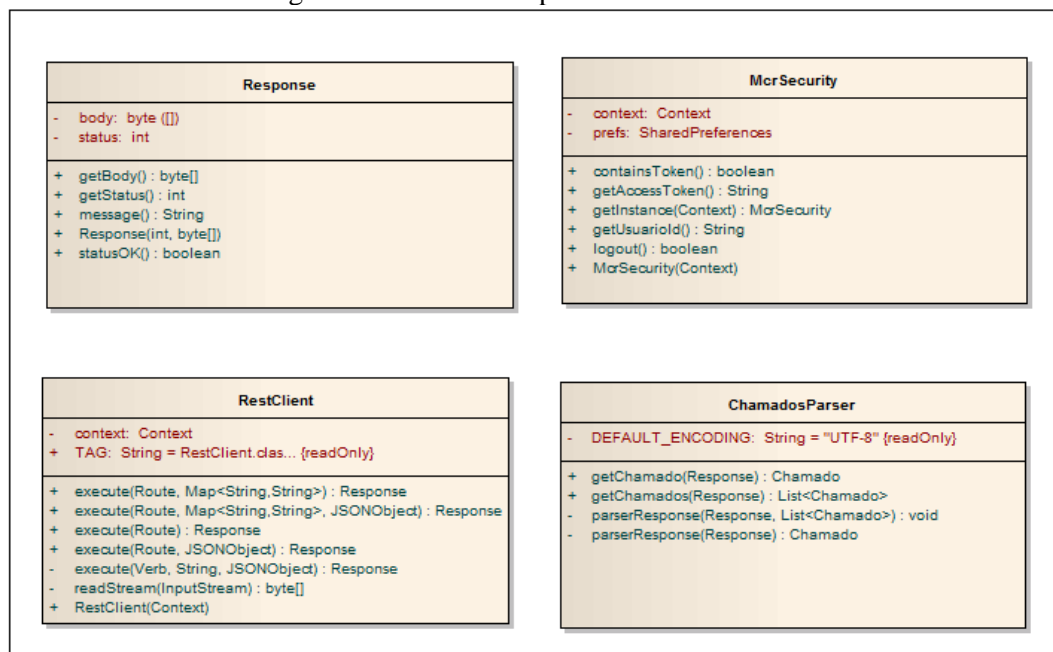 Response
- body: byte ([])
- status: int
+ getBody() : byte[]
+ getStatus() : int
+ message() : String
+ Response(int, byte[])
+ statusOK() : boolean
McrSecurity
- context: Context
- prefs: SharedPreferences
+ containsToken() : boolean
+ getAccessToken() : String
+ getInstance(Context) : McrSecurity
+ getUsuarioId() : String
+ logout() : boolean
+ McrSecurity(Context)
RestClient
- context: Context
+ TAG: String = RestClient.clas... {readOnly}
+ execute(Route, Map<String,String>) : Response
+ execute(Route, Map<String,String>, JSONObject) : Response
+ execute(Route) : Response
+ execute(Route, JSONObject) : Response
- execute(Verb, String, JSONObject) : Response
- readStream(InputStream) : byte[]
+ RestClient(Context)
ChamadosParser
- DEFAULT_ENCODING: String = "UTF-8" {readOnly}
+ getChamado(Response) : Chamado
+ getChamados(Response) : List<Chamado>
- parserResponse(Response, List<Chamado>) : void
- parserResponse(Response) : Chamado